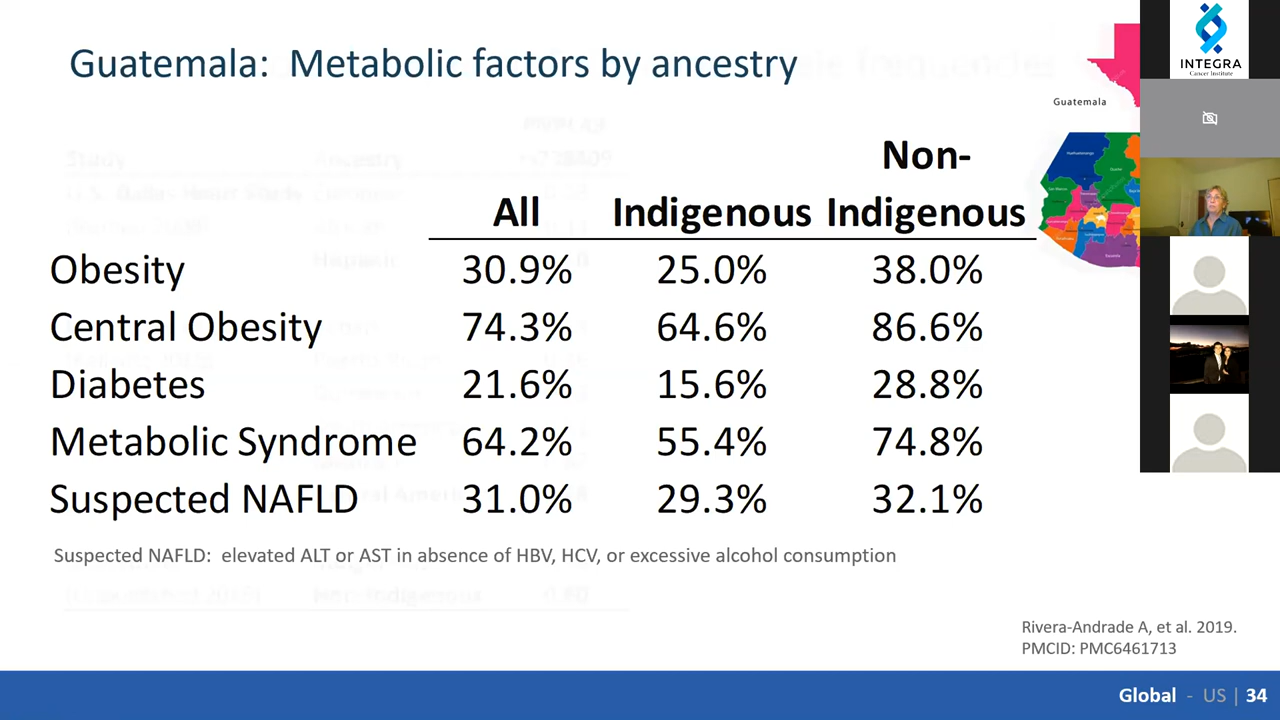 Guatemala: Metabolic factors by ancestry
INTEGRA
Cancer Institute
Guatemala
Non-
All Indigenous Indigenous
Obesity 30.9% 25.0% 38.0%
Central Obesity 74.3% 64.6% 86.6%
Diabetes 21.6% 15.6% 28.8%
Metabolic Syndrome 64.2% 55.4% 74.8%
Suspected NAFLD 31.0% 29.3% 32.1%
Suspected NAFLD: elevated ALT or AST in absence of HBV, HCV, or excessive alcohol consumption
Rivera-Andrade A, et al. 2019.
PMCID: PMC6461713
Global - US | 34